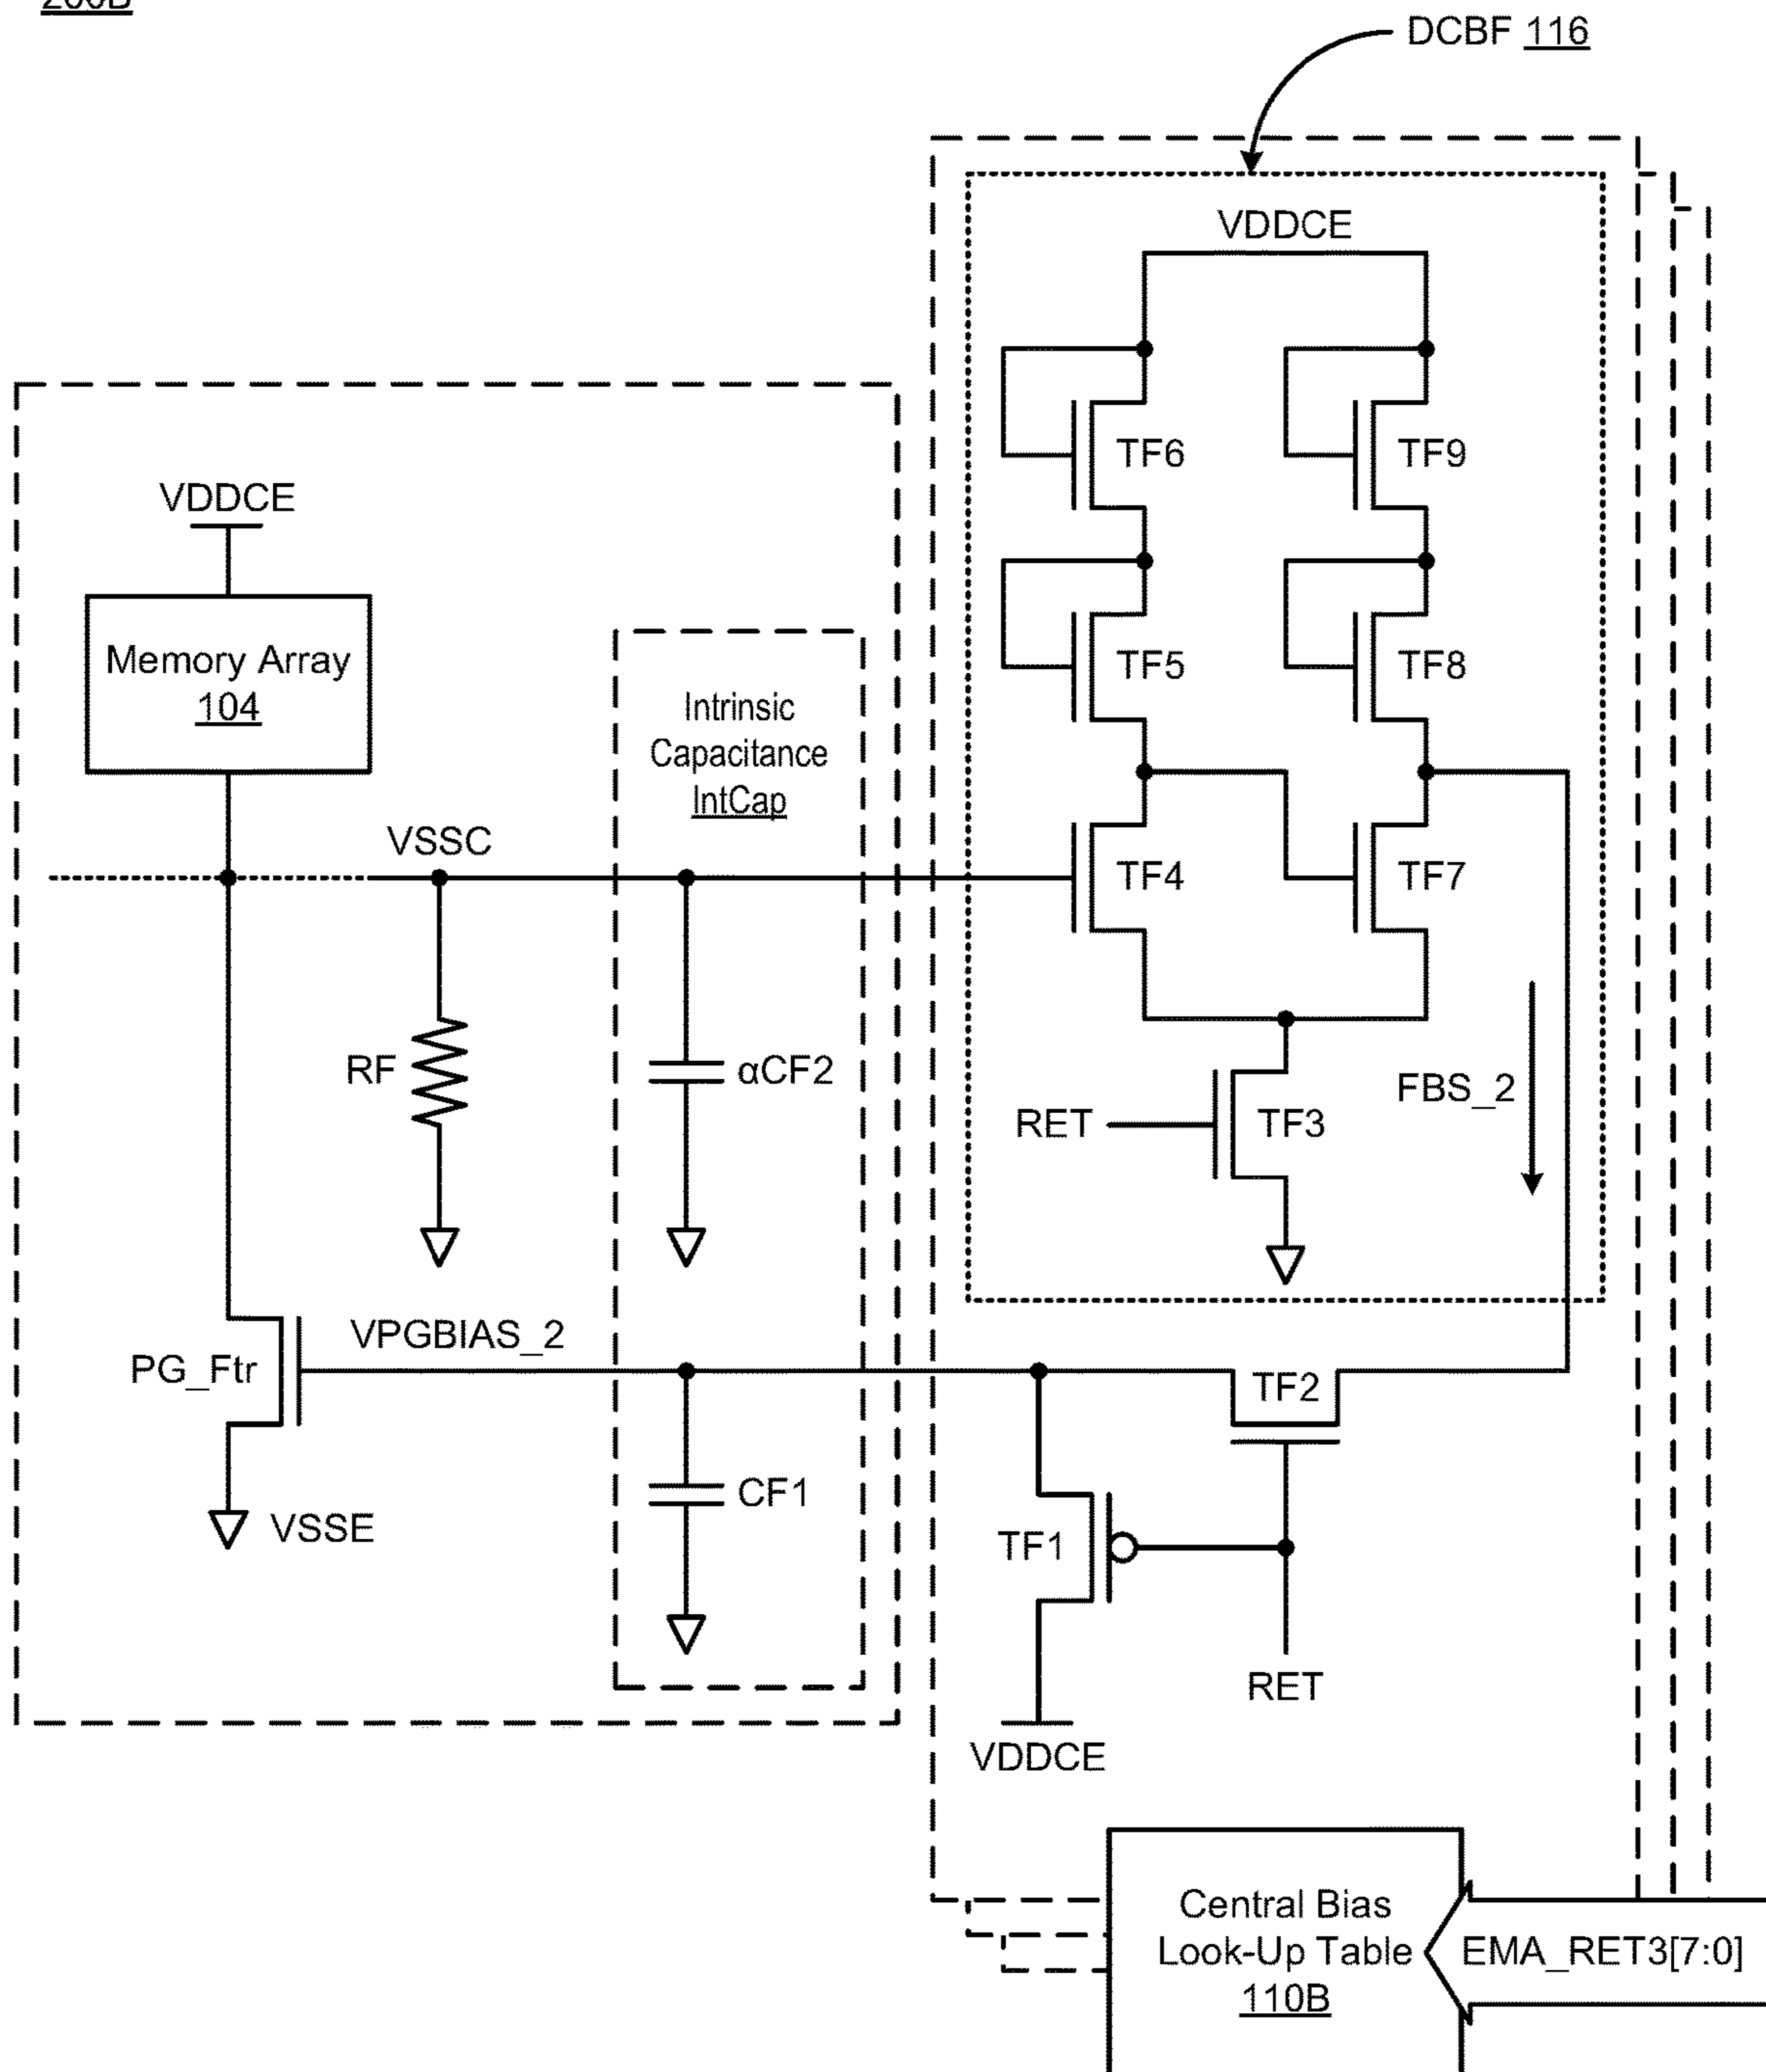 DCBF 116
VDDCE
TF6
TF9
VDDCE
Memory Array
104
TF5
TF8
Intrinsic
Capacitance
IntCap
VSSC
TF4
TF7
RF
αCF2
FBS_2
RET
TF3
VPGBIAS_2
PG_Ftr
TF2
CF1
VSSE
TF1
RET
VDDCE
Central Bias
Look-Up Table
110B
EMA_RET3[7:0]